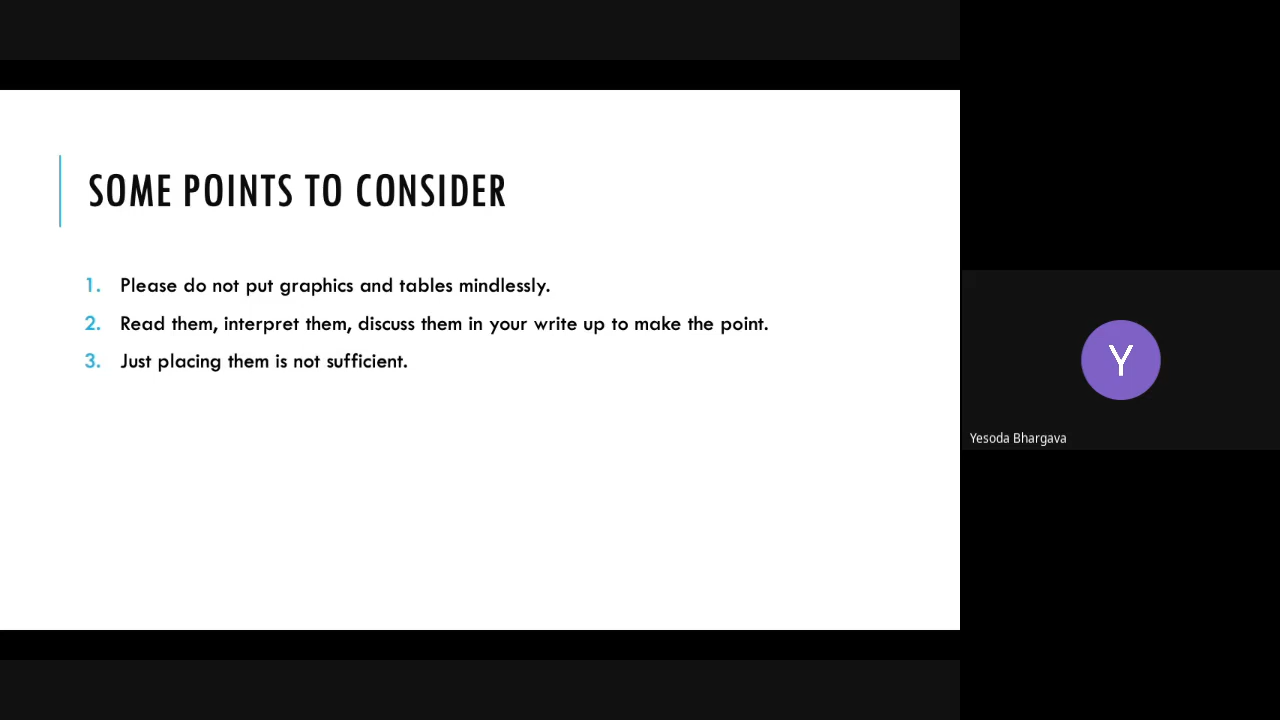 SOME POINTS TO CONSIDER
1. Please do not put graphics and tables mindlessly.
2. Read them, interpret them, discuss them in your write up to make the point.
3. Just placing them is not sufficient.
Y
Yesoda Bhargava